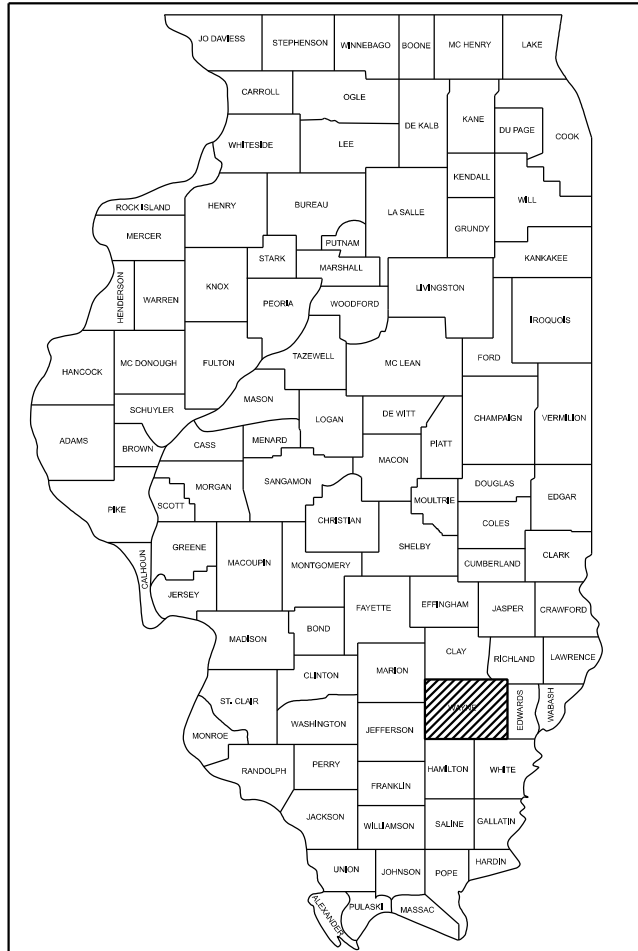 JO DAVIESS
STEPHENSON
WINNEBAGO
BOONE
MC HENRY
LAKE
CARROLL
OGLE
DE KALB
KANE
DU PAGE
COOK
WHITESIDE
LEE
KENDALL
WILL
ROCK ISLAND
HENRY
BUREAU
LA SALLE
GRUNDY
MERCER
PUTNAM
KANKAKEE
STARK
MARSHALL
HENDERSON
WARREN
KNOX
PEORIA
WOODFORD
LIVINGSTON
IROQUOIS
HANCOCK
MC DONOUGH
FULTON
TAZEWELL
MC LEAN
FORD
MASON
SCHUYLER
LOGAN
DE WITT
CHAMPAIGN
VERMILION
ADAMS
BROWN
CASS
MENARD
PIATT
MACON
PIKE
SCOTT
MORGAN
SANGAMON
MOULTRIE
DOUGLAS
EDGAR
CHRISTIAN
COLES
GREENE
MACOUPIN
MONTGOMERY
SHELBY
CUMBERLAND
CLARK
CALHOUN
JERSEY
FAYETTE
EFFINGHAM
JASPER
CRAWFORD
MADISON
BOND
CLAY
RICHLAND
LAWRENCE
CLINTON
MARION
ST. CLAIR
WAYNE
EDWARDS
WABASH
MONROE
WASHINGTON
JEFFERSON
RANDOLPH
PERRY
HAMILTON
WHITE
FRANKLIN
JACKSON
WILLIAMSON
SALINE
GALLATIN
UNION
JOHNSON
POPE
HARDIN
ALEXANDER
PULASKI
MASSAC